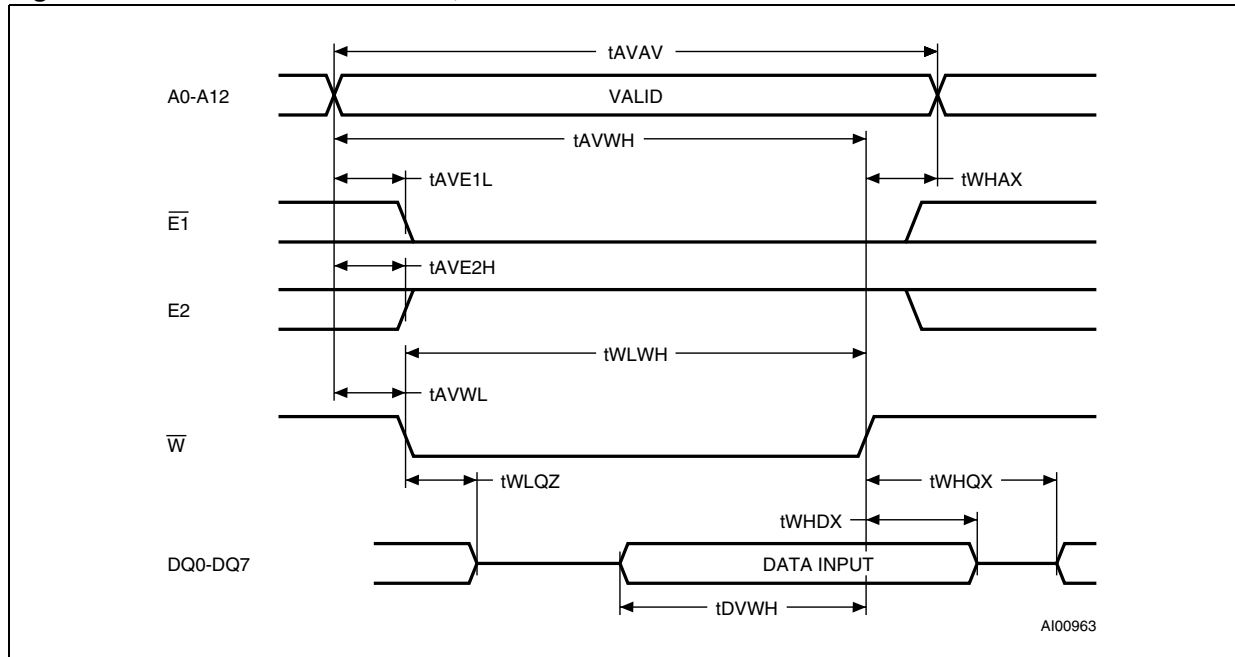 tAVAV
A0-A12
VALID
tAVWH
tAVE1L
tWHAX
E1
tAVE2H
E2
tWLWH
tAVWL
W
tWLQZ
tWHQX
tWHDX
DQ0-DQ7
DATA INPUT
tDVWH
AI00963